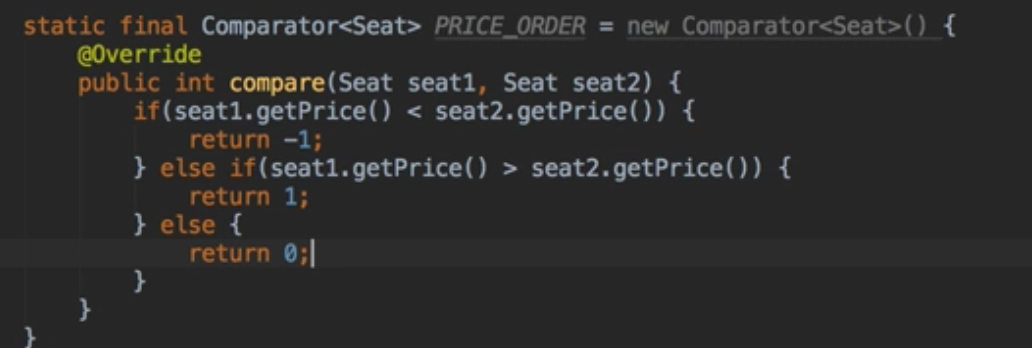 static final Comparator<Seat> PRICE_ORDER = new Comparator<Seat>() {
    @Override
    public int compare(Seat seat1, Seat seat2) {
        if(seat1.getPrice() < seat2.getPrice()) {
            return -1;
        } else if(seat1.getPrice() > seat2.getPrice()) {
            return 1;
        } else {
            return 0;
        }
    }
}